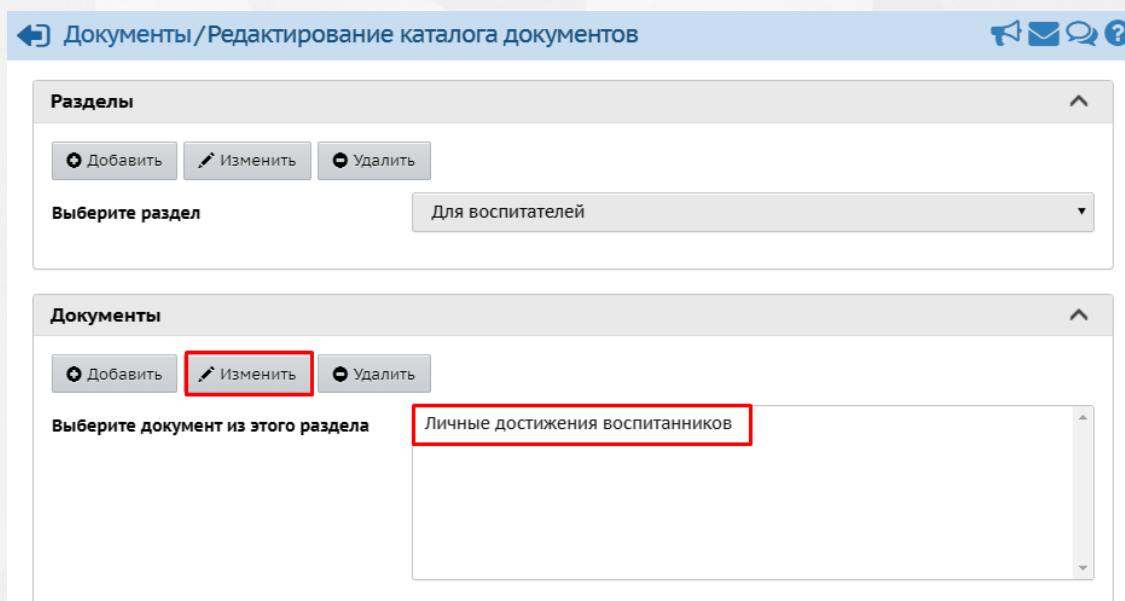 Документы/Редактирование каталога документов
Разделы
Добавить Изменить Удалить
Выберите раздел Для воспитателей
Документы
Добавить Изменить Удалить
Выберите документ из этого раздела Личные достижения воспитанников